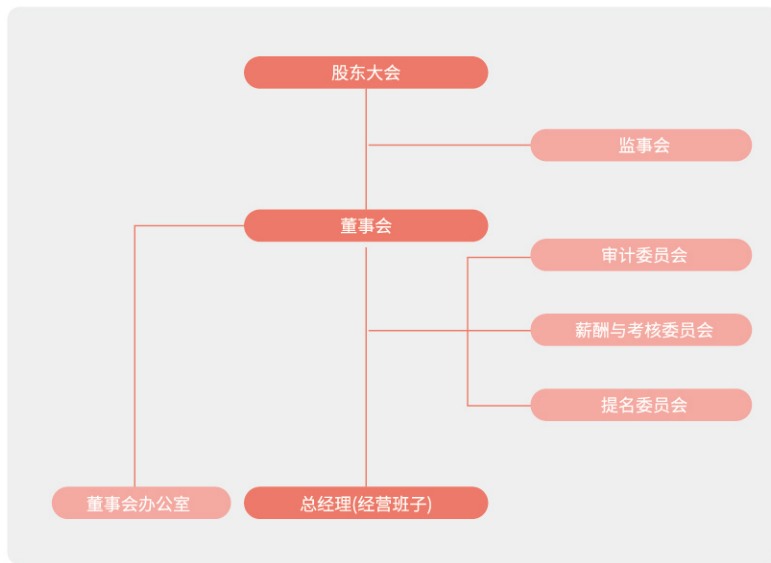 股东大会
监事会
董事会
审计委员会
薪酬与考核委员会
提名委员会
董事会办公室
总经理(经营班子)